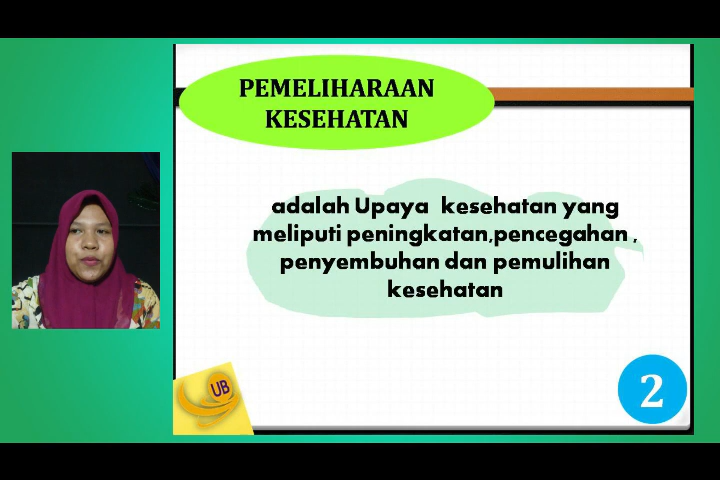 PEMELIHARAAN
KESEHATAN
adalah Upaya kesehatan yang
meliputi peningkatan,pencegahan ,
penyembuhan dan pemulihan
kesehatan
UB
2